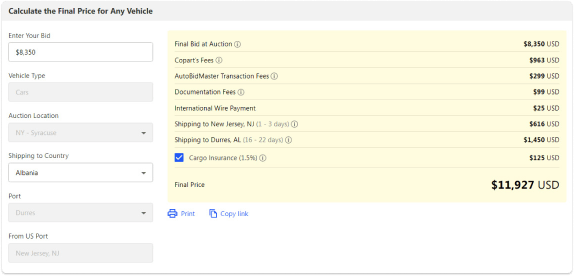 Calculate the Final Price for Any Vehicle
Enter Your Bid
$8,350
Vehicle Type
Cars
Auction Location
NY - Syracuse
Shipping to Country
Albania
Port
Durres
From US Port
New Jersey, NJ
Final Bid at Auction $8,350 USD
Copart's Fees $963 USD
AutoBidMaster Transaction Fees $299 USD
Documentation Fees $99 USD
International Wire Payment $25 USD
Shipping to New Jersey, NJ (1 - 3 days) $616 USD
Shipping to Durres, AL (16 - 22 days) $1,450 USD
Cargo Insurance (1.5%) $125 USD
Final Price $11,927 USD
Print Copy link